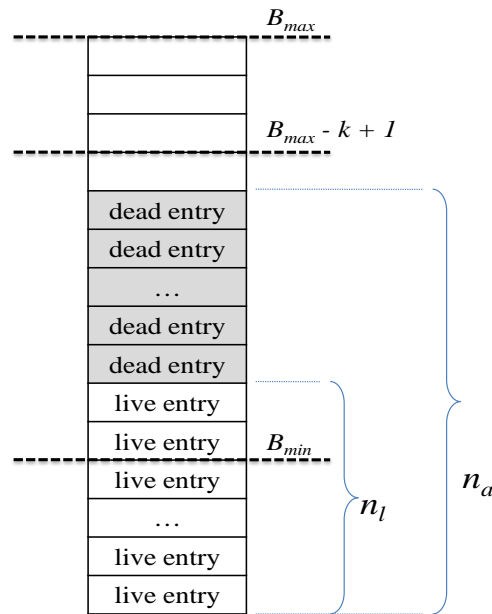 B_max
B_max - k + 1
dead entry
dead entry
…
dead entry
dead entry
live entry
live entry
B_min
live entry
…
live entry
live entry
n_l
n_a